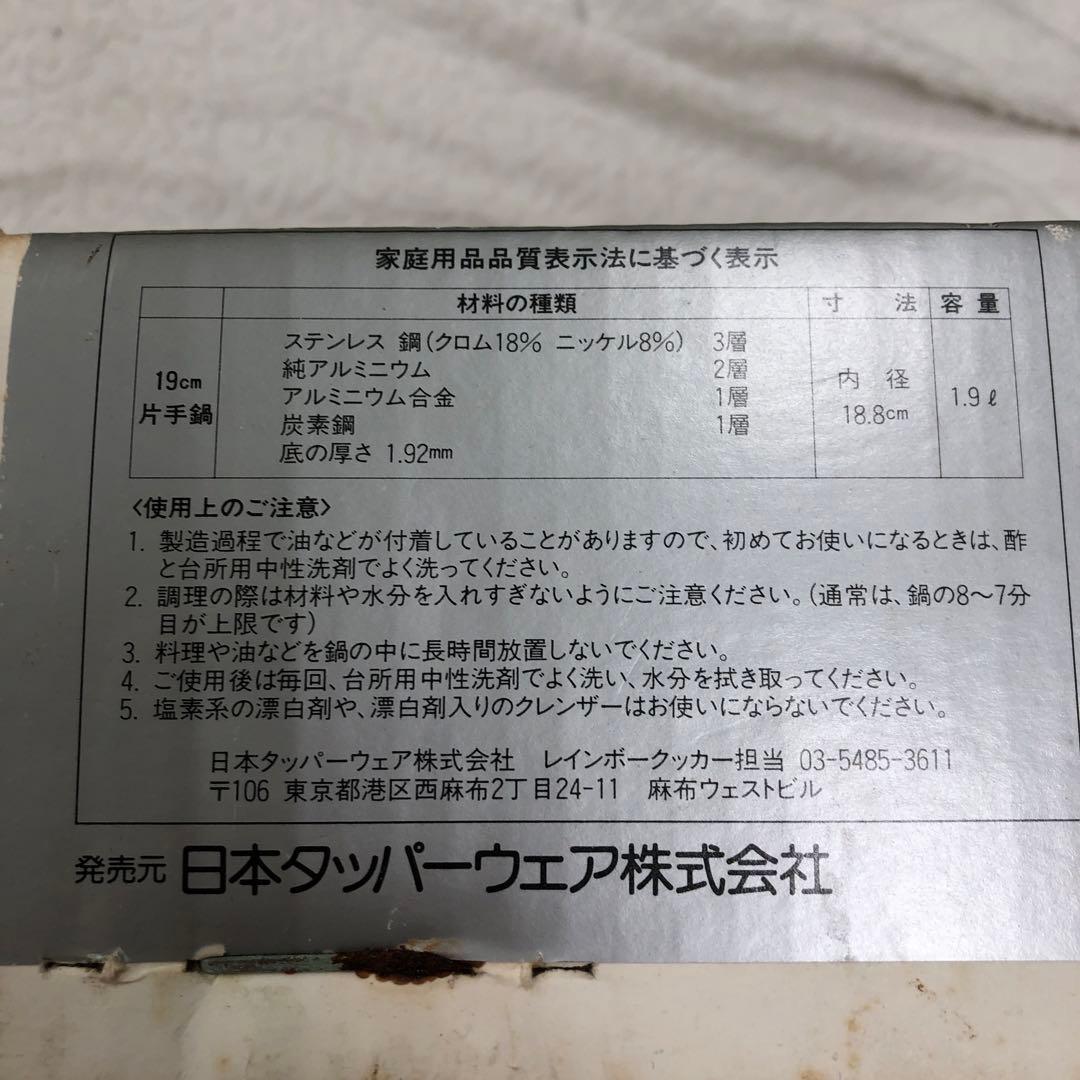 家庭用品品質表示法に基づく表示
材料の種類 寸 法 容量
19cm
片手鍋
ステンレス 鋼(クロム18% ニッケル8%) 3層
純アルミニウム 2層
アルミニウム合金 1層
炭素鋼 1層
底の厚さ 1.92mm
内 径
18.8cm
1.9ℓ
〈使用上のご注意〉
1. 製造過程で油などが付着していることがありますので、初めてお使いになるときは、酢
と台所用中性洗剤でよく洗ってください。
2. 調理の際は材料や水分を入れすぎないようにご注意ください。(通常は、鍋の8〜7分
目が上限です)
3. 料理や油などを鍋の中に長時間放置しないでください。
4. ご使用後は毎回、台所用中性洗剤でよく洗い、水分を拭き取ってください。
5. 塩素系の漂白剤や、漂白剤入りのクレンザーはお使いにならないでください。
日本タッパーウェア株式会社 レインボークッカー担当 03-5485-3611
〒106 東京都港区西麻布2丁目24-11 麻布ウェストビル
発売元 日本タッパーウェア株式会社